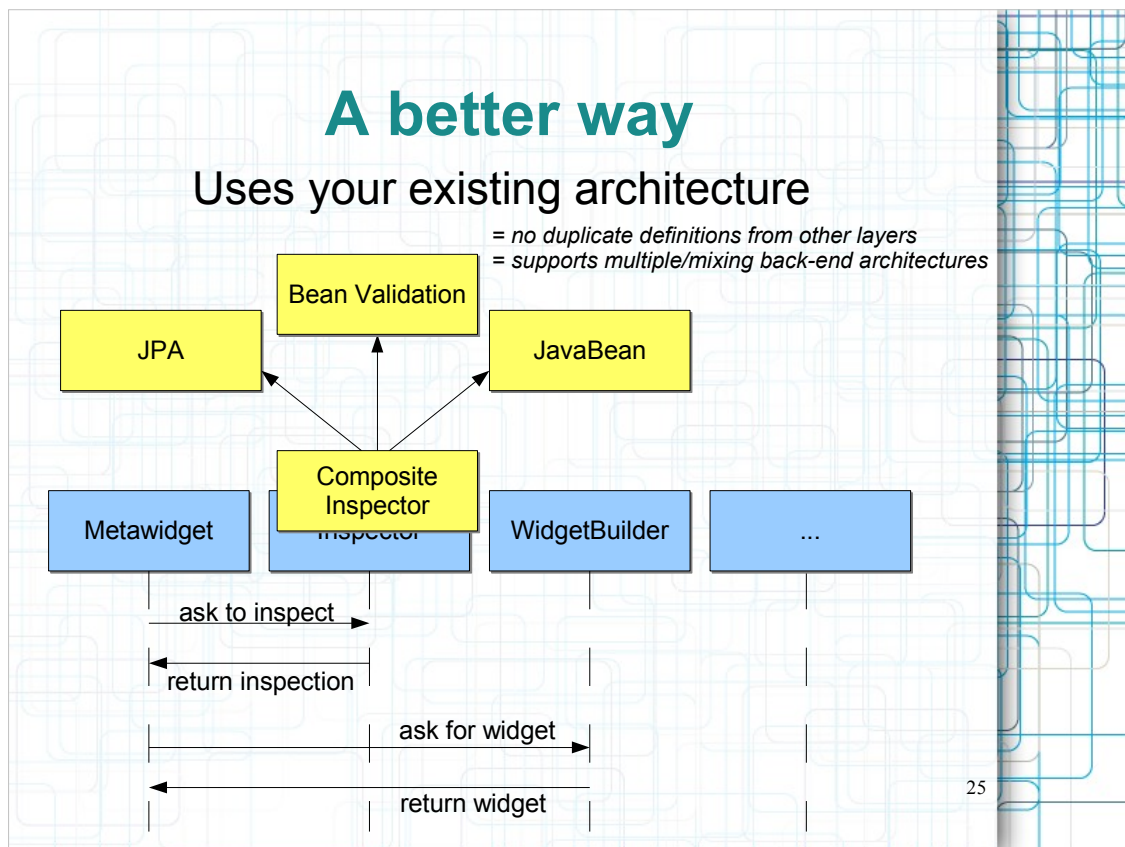 A better way
Uses your existing architecture
= no duplicate definitions from other layers
= supports multiple/mixing back-end architectures
Bean Validation
JPA
JavaBean
Composite
Inspector
Metawidget
Inspector
WidgetBuilder
...
ask to inspect
return inspection
ask for widget
return widget
25